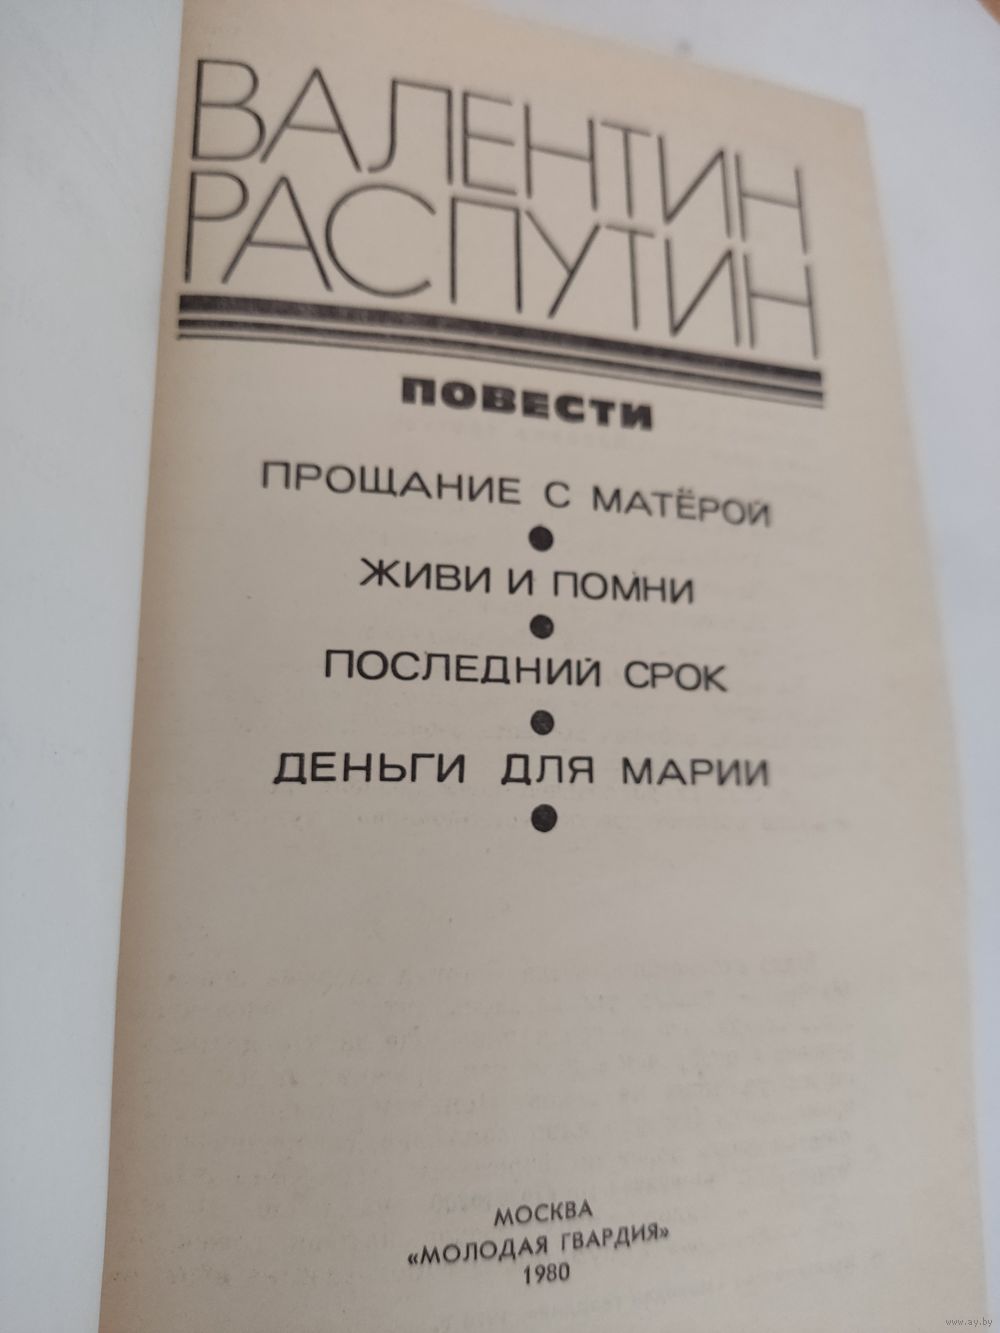 ВАЛЕНТИН
РАСПУТИН
ПОВЕСТИ
ПРОЩАНИЕ С МАТЁРОЙ
ЖИВИ И ПОМНИ
ПОСЛЕДНИЙ СРОК
ДЕНЬГИ ДЛЯ МАРИИ
МОСКВА
«МОЛОДАЯ ГВАРДИЯ»
1980
www.ay.by